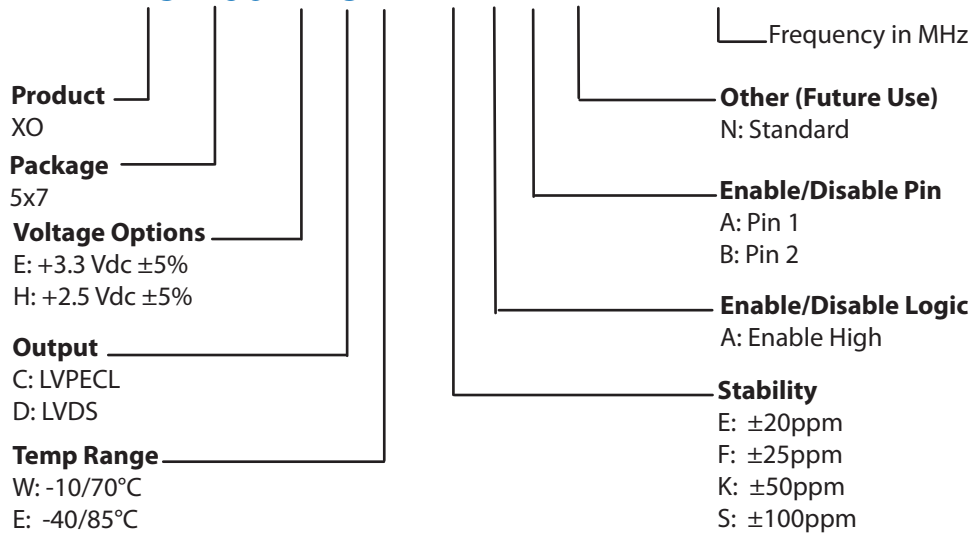 Product
XO
Package
5x7
Voltage Options
E: +3.3 Vdc ±5%
H: +2.5 Vdc ±5%
Output
C: LVPECL
D: LVDS
Temp Range
W: -10/70°C
E: -40/85°C
Frequency in MHz
Other (Future Use)
N: Standard
Enable/Disable Pin
A: Pin 1
B: Pin 2
Enable/Disable Logic
A: Enable High
Stability
E: ±20ppm
F: ±25ppm
K: ±50ppm
S: ±100ppm